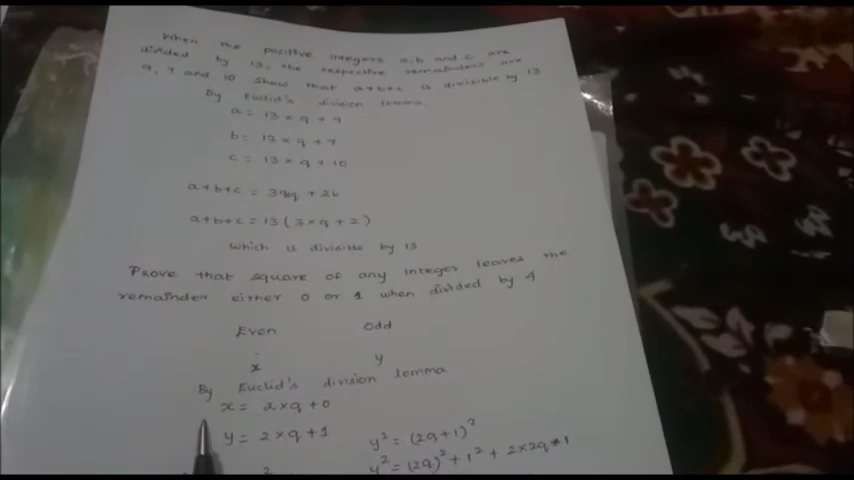 When the positive integers a, b and c are
divided by 13, the respective remainders are
9, 7 and 10 show that a+b+c is divisible by 13
By Euclid's division lemma.
a = 13 × q + 9
b = 13 × q + 7
c = 13 × q + 10
a+b+c = 39q + 26
a+b+c = 13 ( 3 × q + 2 )
Which is divisible by 13
Prove that square of any integer leaves the
remainder either 0 or 1 when divided by 4
Even Odd
x y
By Euclid's division lemma
x = 2 × q + 0
y = 2 × q + 1 y² = (2q + 1)²
y² = (2q)² + 1² + 2 × 2q * 1